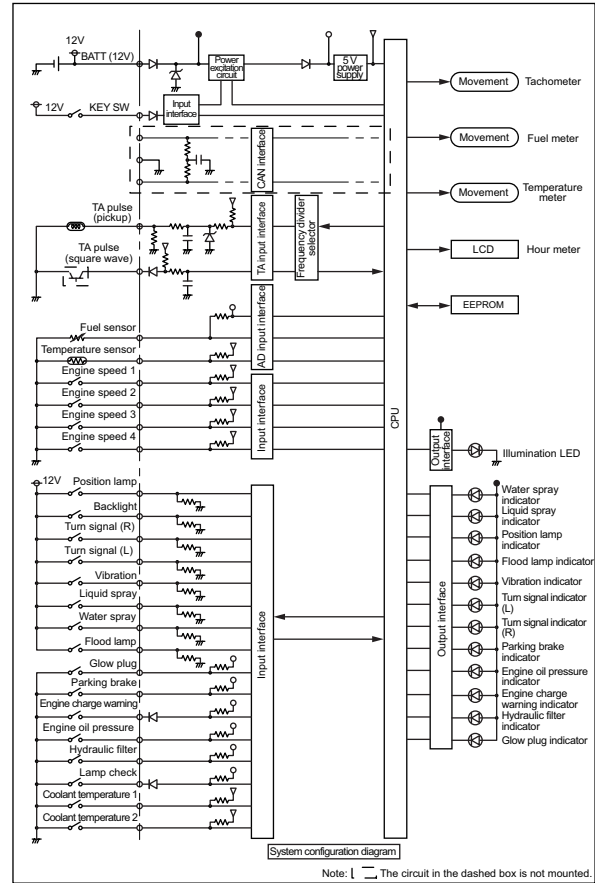 12V
BATT (12V)
Power
excitation
circuit
5 V
power
supply
12V
KEY SW
Input
interface
CAN interface
TA pulse
(pickup)
TA pulse
(square wave)
TA input interface
Frequency divider
selector
Fuel sensor
Temperature sensor
AD input interface
Engine speed 1
Engine speed 2
Engine speed 3
Engine speed 4
Input interface
CPU
Movement
Tachometer
Movement
Fuel meter
Movement
Temperature
meter
LCD
Hour meter
EEPROM
Output
interface
Illumination LED
12V
Position lamp
Backlight
Turn signal (R)
Turn signal (L)
Vibration
Liquid spray
Water spray
Flood lamp
Glow plug
Parking brake
Engine charge warning
Engine oil pressure
Hydraulic filter
Lamp check
Coolant temperature 1
Coolant temperature 2
Input interface
Output interface
Water spray
indicator
Liquid spray
indicator
Position lamp
indicator
Flood lamp indicator
Vibration indicator
Turn signal indicator
(L)
Turn signal indicator
(R)
Parking brake
indicator
Engine oil pressure
indicator
Engine charge
warning indicator
Hydraulic filter
indicator
Glow plug indicator
System configuration diagram
Note: The circuit in the dashed box is not mounted.